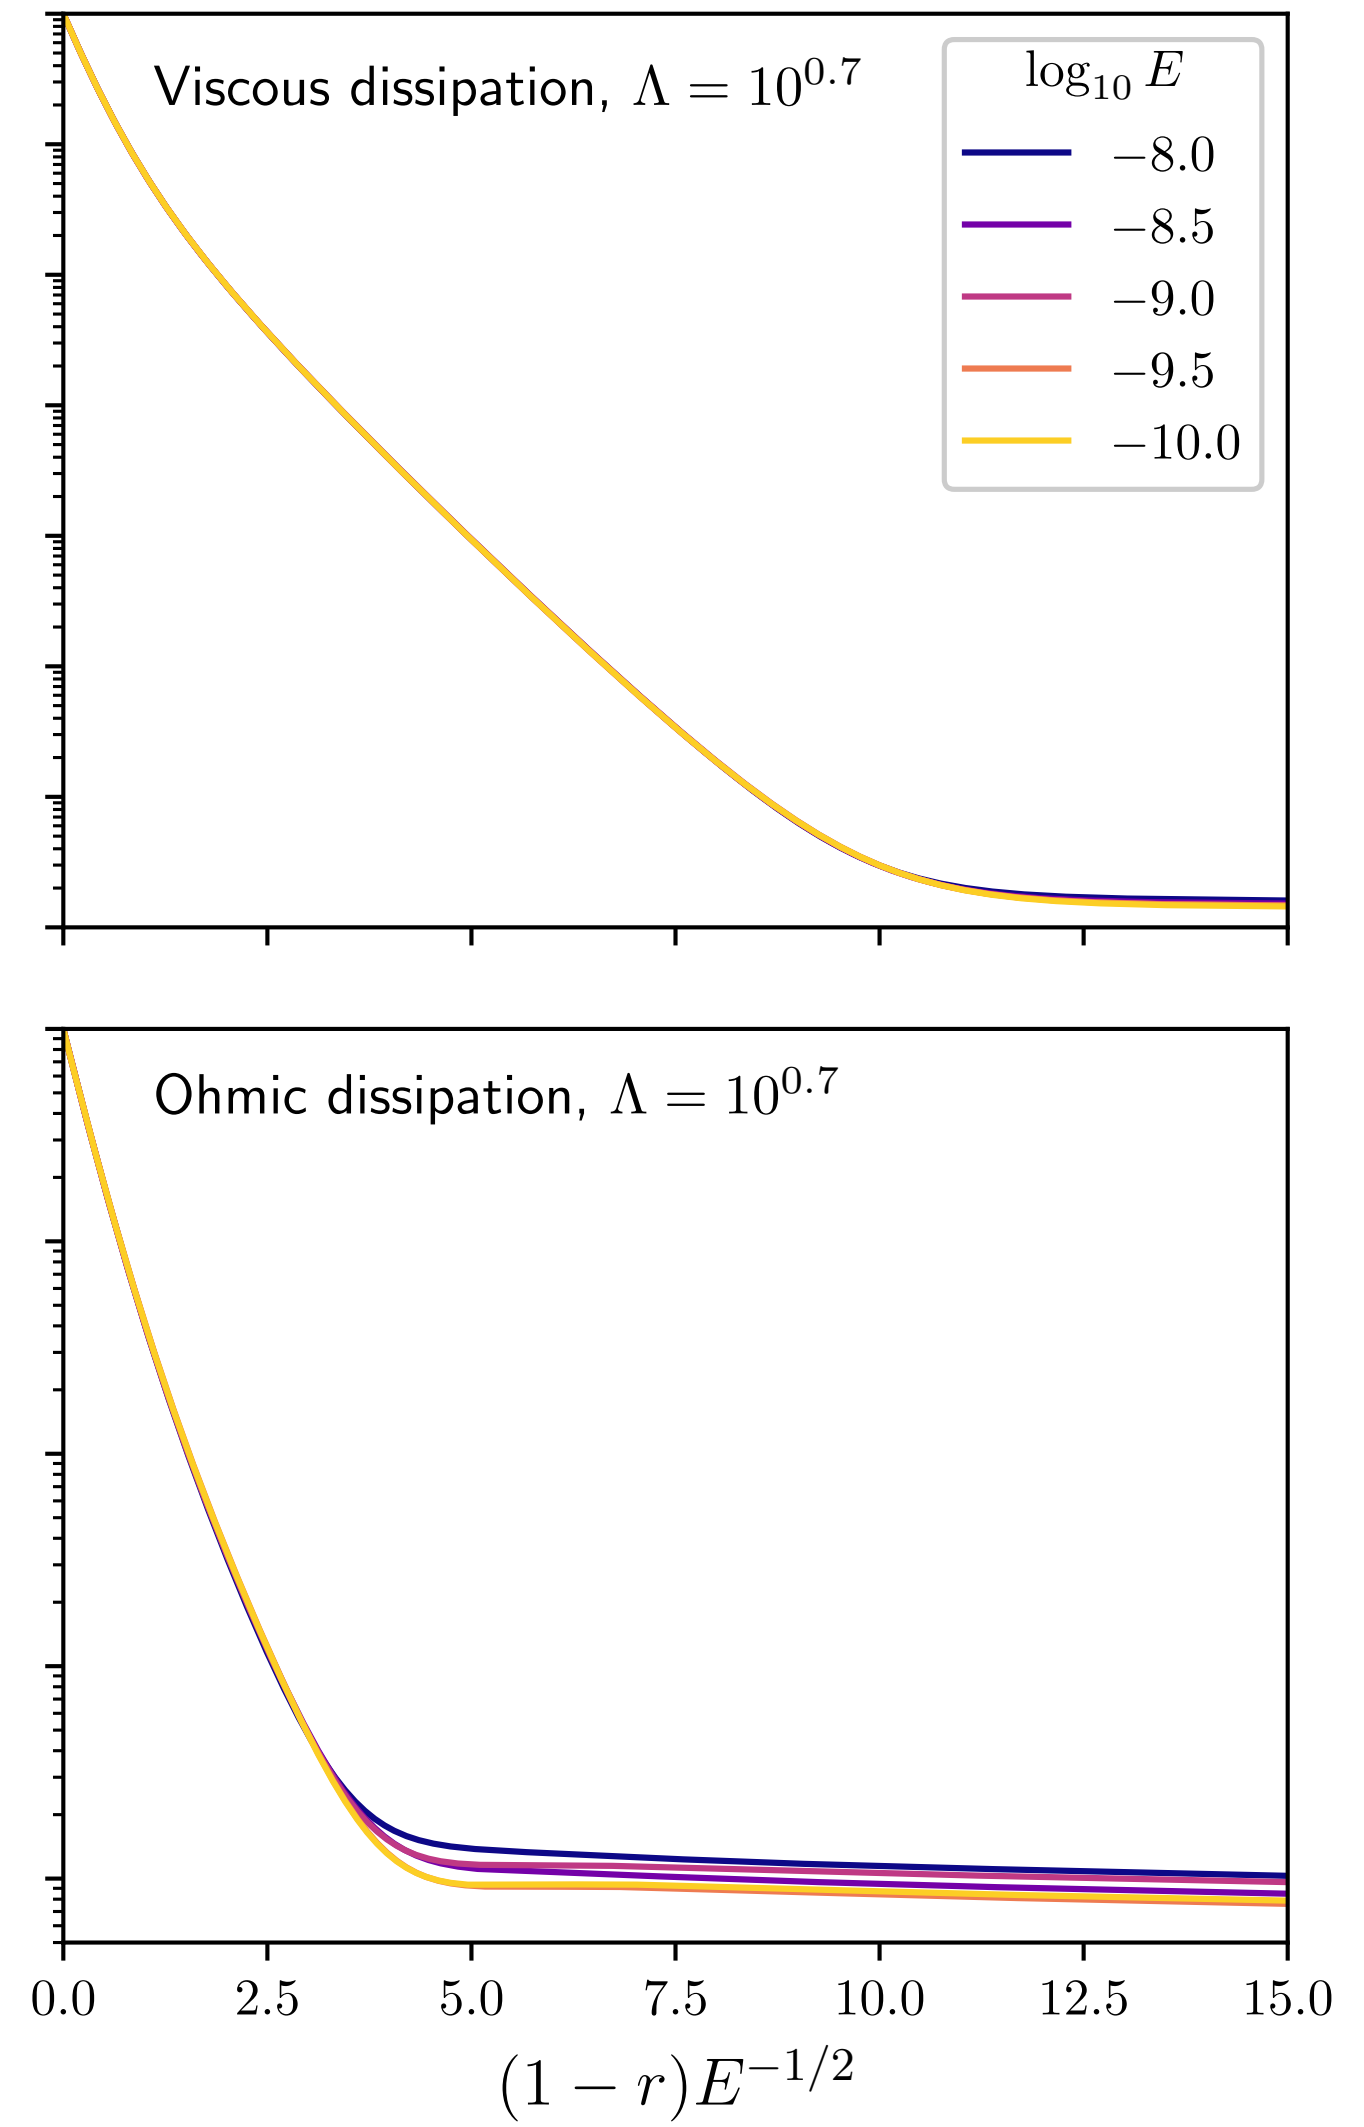 Viscous dissipation, Λ = 10^0.7
log₁₀ E
−8.0
−8.5
−9.0
−9.5
−10.0
Ohmic dissipation, Λ = 10^0.7
0.0 2.5 5.0 7.5 10.0 12.5 15.0
(1 − r)E^−1/2